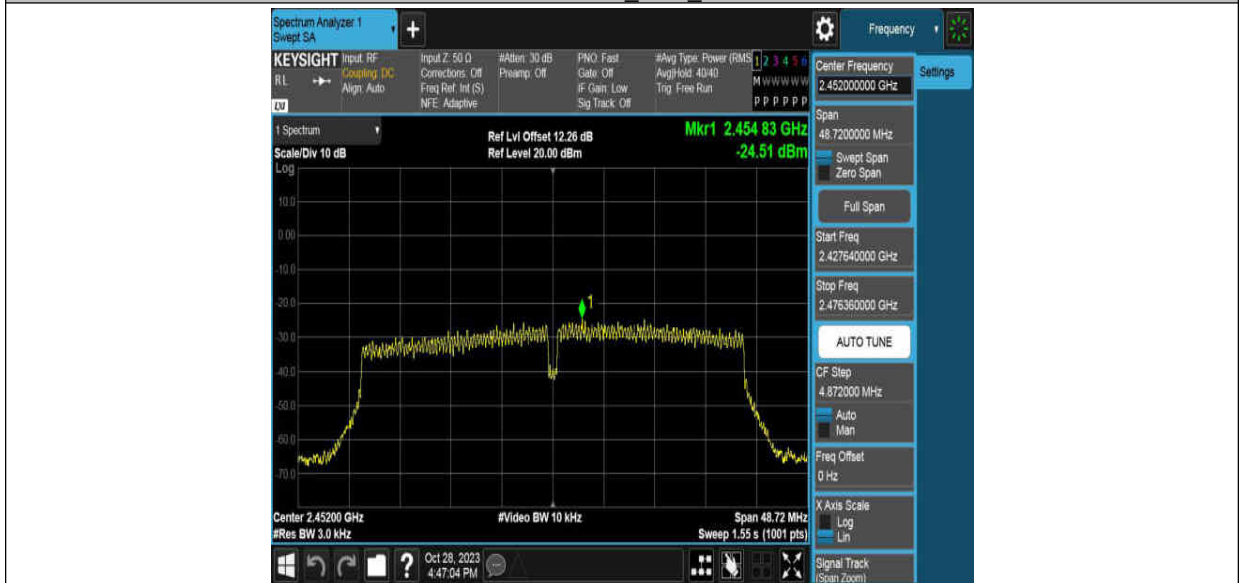 Spectrum Analyzer 1
Swept SA
+
Frequency
KEYSIGHT
RL
Input: RF
Coupling: DC
Align: Auto
Input Z: 50 Ω
Corrections: Off
Freq Ref: Int (S)
NFE: Adaptive
#Atten: 30 dB
Preamp: Off
PNO: Fast
Gate: Off
IF Gain: Low
Sig Track: Off
#Avg Type: Power (RMS
Avg|Hold: 40/40
Trig: Free Run
1 2 3 4 5 6
M W W W W W
P P P P P P
Center Frequency
2.452000000 GHz
Settings
Span
48.7200000 MHz
Swept Span
Zero Span
Full Span
Start Freq
2.427640000 GHz
Stop Freq
2.476360000 GHz
AUTO TUNE
CF Step
4.872000 MHz
Auto
Man
Freq Offset
0 Hz
X Axis Scale
Log
Lin
Signal Track
(Span Zoom)
1 Spectrum
Scale/Div 10 dB
Ref Lvl Offset 12.26 dB
Ref Level 20.00 dBm
Mkr1 2.454 83 GHz
-24.51 dBm
Log
10.0
0.00
-10.0
-20.0
-30.0
-40.0
-50.0
-60.0
-70.0
1
Center 2.45200 GHz
#Video BW 10 kHz
Span 48.72 MHz
#Res BW 3.0 kHz
Sweep 1.55 s (1001 pts)
?
Oct 28, 2023
4:47:04 PM